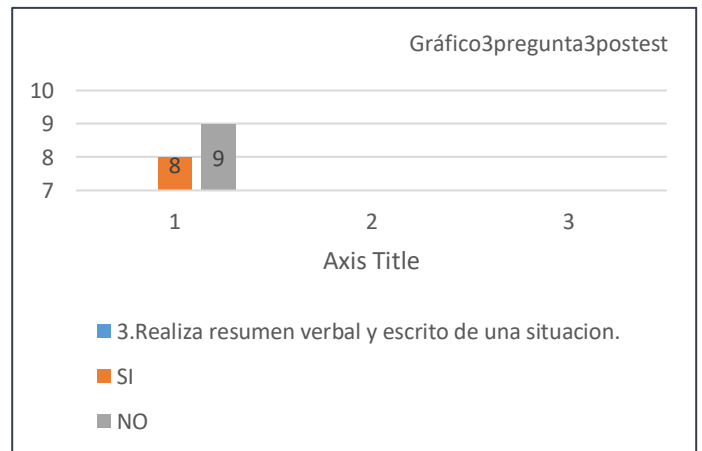 Gráfico3pregunta3postest
10
9
8
7
8
9
1 2 3
Axis Title
3.Realiza resumen verbal y escrito de una situacion.
SI
NO